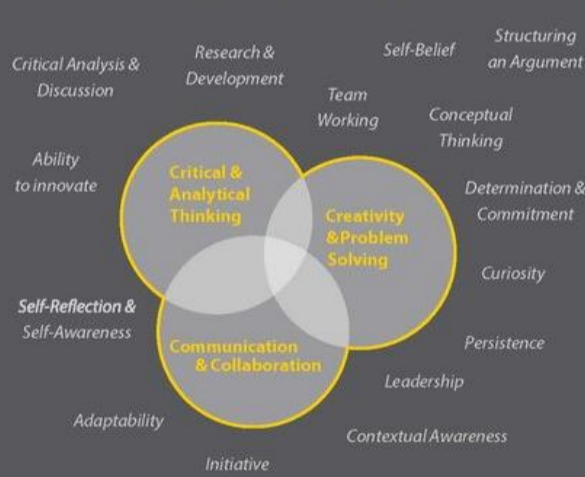 Critical Analysis &
Discussion
Research &
Development
Self-Belief
Structuring
an Argument
Team
Working
Conceptual
Thinking
Ability
to innovate
Critical &
Analytical
Thinking
Creativity
&Problem
Solving
Determination &
Commitment
Curiosity
Self-Reflection &
Self-Awareness
Communication
& Collaboration
Persistence
Leadership
Adaptability
Contextual Awareness
Initiative